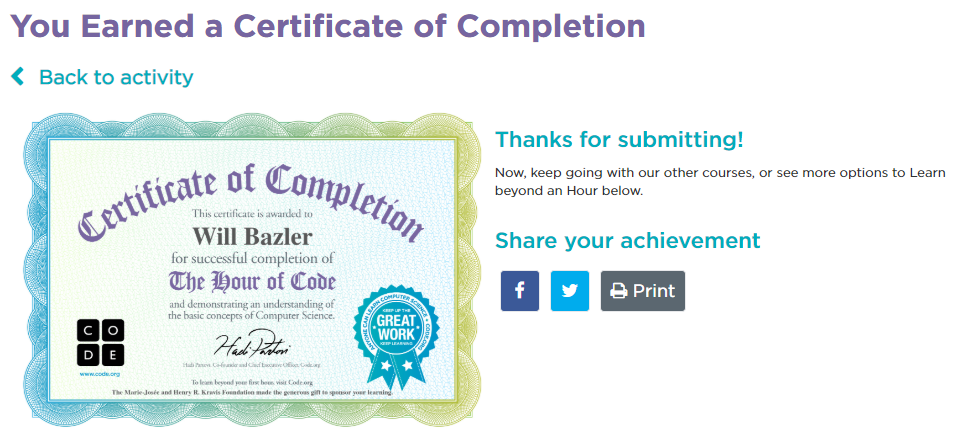 You Earned a Certificate of Completion
Back to activity
Certificate of Completion
This certificate is awarded to
Will Bazler
for successful completion of
The Hour of Code
and demonstrating an understanding of
the basic concepts of Computer Science.
C O
D E
www.code.org
Hadi Partovi
Hadi Partovi, Co-founder and Chief Executive Officer, Code.org
To learn beyond your first hour, visit Code.org
The Marie-Josée and Henry R. Kravis Foundation made the generous gift to sponsor your learning.
ANYONE CAN LEARN COMPUTER SCIENCE • CODE.ORG •
KEEP UP THE
GREAT
WORK
KEEP LEARNING
Thanks for submitting!
Now, keep going with our other courses, or see more options to Learn
beyond an Hour below.
Share your achievement
f
Print